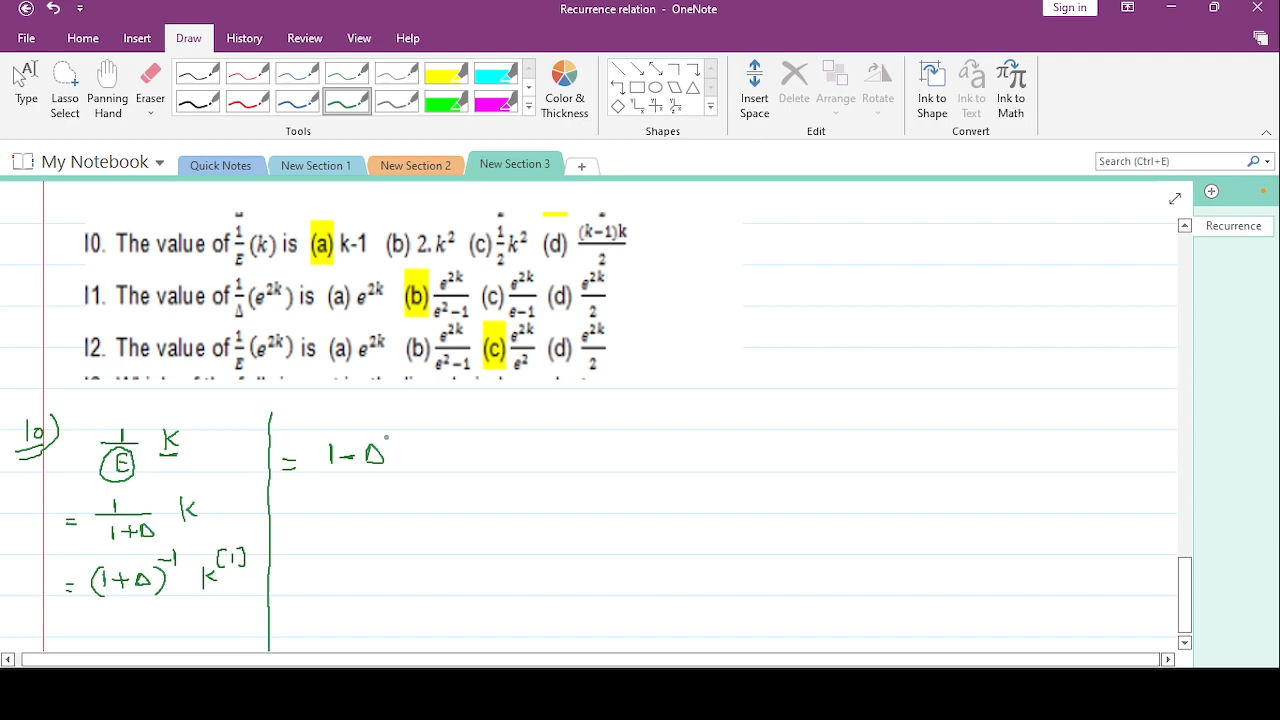 Recurrence relation - OneNote
Sign in
File Home Insert Draw History Review View Help
Type
Lasso Select
Panning Hand
Eraser
Color & Thickness
Insert Space
Delete
Arrange
Rotate
Ink to Shape
Ink to Text
Ink to Math
Tools
Shapes
Edit
Convert
My Notebook
Quick Notes
New Section 1
New Section 2
New Section 3
Search (Ctrl+E)
Recurrence
10. The value of 1/E (k) is (a) k-1 (b) 2.k² (c) 1/2 k² (d) (k−1)k/2
11. The value of 1/Δ (e^2k) is (a) e^2k (b) e^2k/(e²−1) (c) e^2k/(e−1) (d) e^2k/2
12. The value of 1/E (e^2k) is (a) e^2k (b) e^2k/(e²−1) (c) e^2k/e² (d) e^2k/2
10) 1/E k
= 1/(1+Δ) k
= (1+Δ)^−1 k^[1]
= 1-Δ